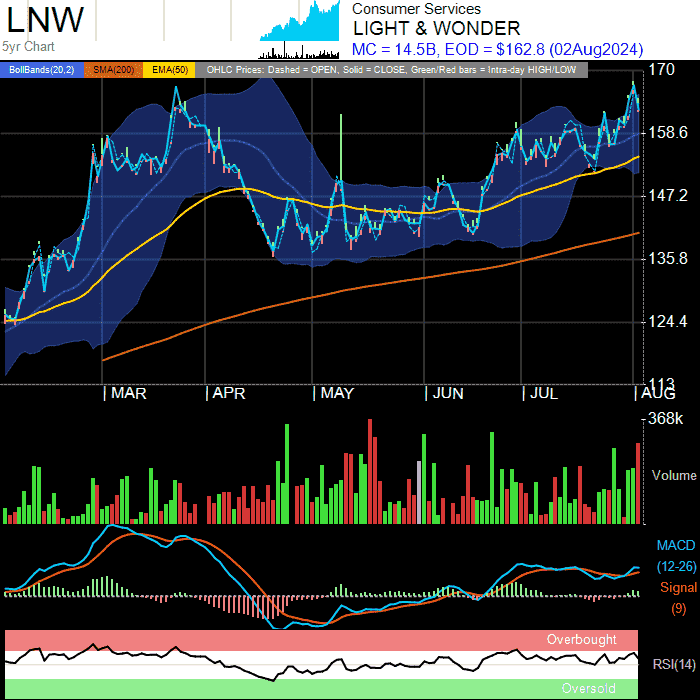 LNW
5yr Chart
Consumer Services
LIGHT & WONDER
MC = 14.5B, EOD = $162.8 (02Aug2024)
BollBands(20,2) SMA(200) EMA(50) OHLC Prices: Dashed = OPEN, Solid = CLOSE, Green/Red bars = Intra-day HIGH/LOW
170
158.6
147.2
135.8
124.4
113
MAR APR MAY JUN JUL AUG
368k
Volume
MACD
(12-26)
Signal
(9)
Overbought
RSI(14)
Oversold